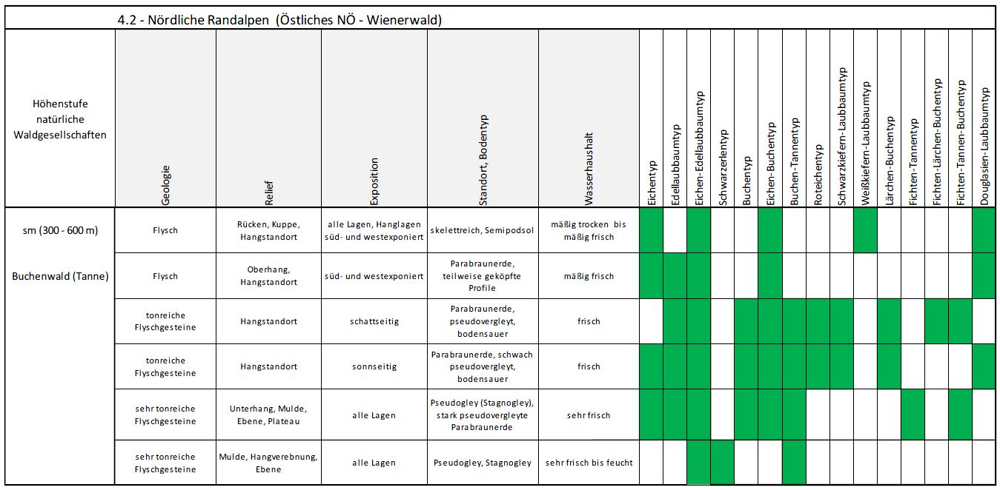 4.2 - Nördliche Randalpen (Östliches NÖ - Wienerwald)
Höhenstufe
natürliche
Waldgesellschaften
Geologie
Relief
Exposition
Standort, Bodentyp
Wasserhaushalt
Eichentyp
Edellaubbaumtyp
Eichen-Edellaubbaumtyp
Schwarzerlentyp
Buchentyp
Eichen-Buchentyp
Buchen-Tannentyp
Roteichentyp
Schwarzkiefern-Laubbaumtyp
Weißkiefern-Laubbaumtyp
Lärchen-Buchentyp
Fichten-Tannentyp
Fichten-Lärchen-Buchentyp
Fichten-Tannen-Buchentyp
Douglasien-Laubbaumtyp
sm (300 - 600 m)
Flysch
Rücken, Kuppe,
Hangstandort
alle Lagen, Hanglagen
süd- und westexponiert
skelettreich, Semipodsol
mäßig trocken bis
mäßig frisch
Buchenwald (Tanne)
Flysch
Oberhang,
Hangstandort
süd- und westexponiert
Parabraunerde,
teilweise geköpfte
Profile
mäßig frisch
tonreiche
Flyschgesteine
Hangstandort
schattseitig
Parabraunerde,
pseudovergleyt,
bodensauer
frisch
tonreiche
Flyschgesteine
Hangstandort
sonnseitig
Parabraunerde, schwach
pseudovergleyt,
bodensauer
frisch
sehr tonreiche
Flyschgesteine
Unterhang, Mulde,
Ebene, Plateau
alle Lagen
Pseudogley (Stagnogley),
stark pseudovergleyte
Parabraunerde
sehr frisch
sehr tonreiche
Flyschgesteine
Mulde, Hangverebnung,
Ebene
alle Lagen
Pseudogley, Stagnogley
sehr frisch bis feucht